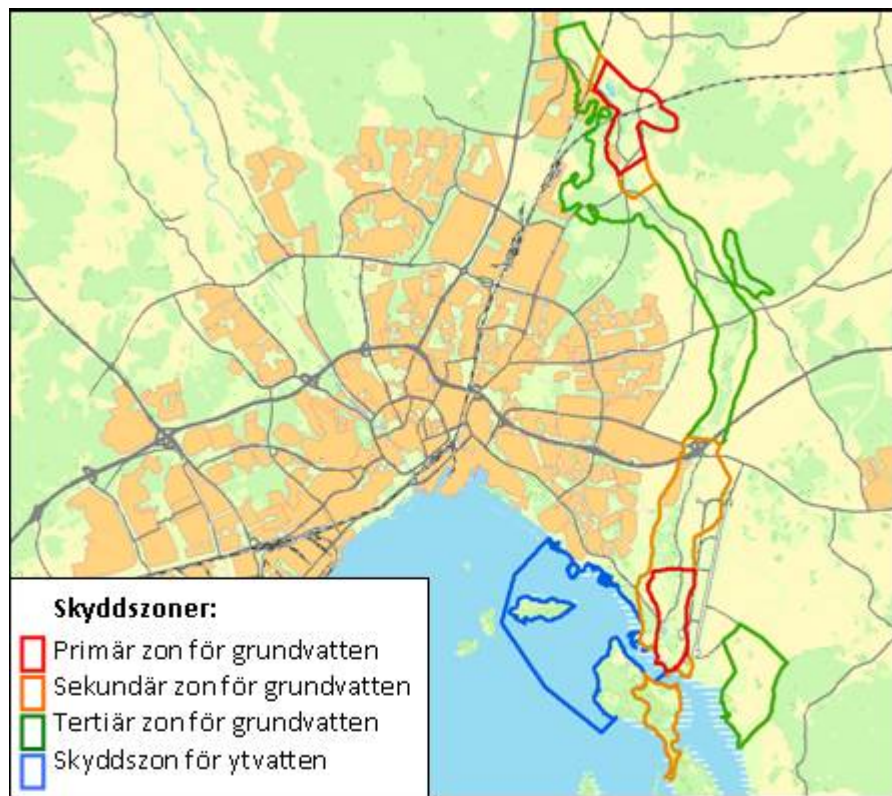 Skyddszoner:
Primär zon för grundvatten
Sekundär zon för grundvatten
Tertiär zon för grundvatten
Skyddszon för ytvatten